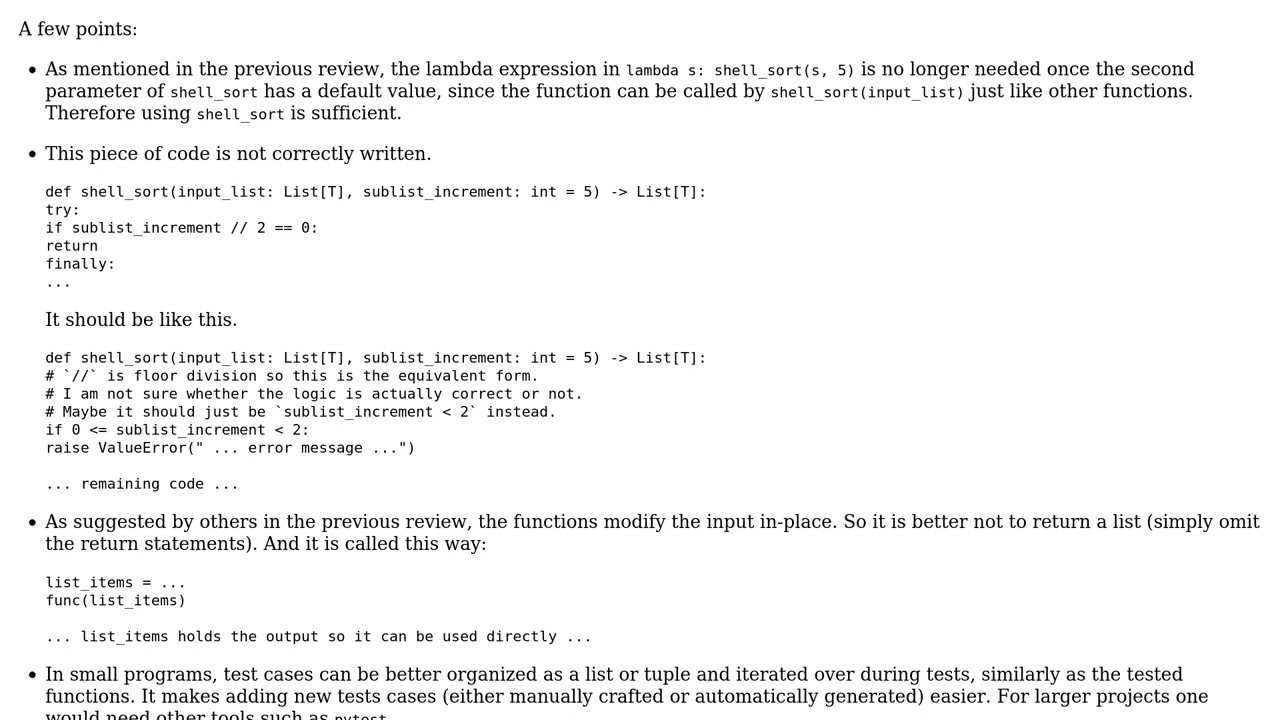 A few points:
As mentioned in the previous review, the lambda expression in lambda s: shell_sort(s, 5) is no longer needed once the second
parameter of shell_sort has a default value, since the function can be called by shell_sort(input_list) just like other functions.
Therefore using shell_sort is sufficient.
This piece of code is not correctly written.
def shell_sort(input_list: List[T], sublist_increment: int = 5) -> List[T]:
try:
if sublist_increment // 2 == 0:
return
finally:
...
It should be like this.
def shell_sort(input_list: List[T], sublist_increment: int = 5) -> List[T]:
# `//` is floor division so this is the equivalent form.
# I am not sure whether the logic is actually correct or not.
# Maybe it should just be `sublist_increment < 2` instead.
if 0 <= sublist_increment < 2:
raise ValueError(" ... error message ...")
... remaining code ...
As suggested by others in the previous review, the functions modify the input in-place. So it is better not to return a list (simply omit
the return statements). And it is called this way:
list_items = ...
func(list_items)
... list_items holds the output so it can be used directly ...
In small programs, test cases can be better organized as a list or tuple and iterated over during tests, similarly as the tested
functions. It makes adding new tests cases (either manually crafted or automatically generated) easier. For larger projects one
would need other tools such as pytest.